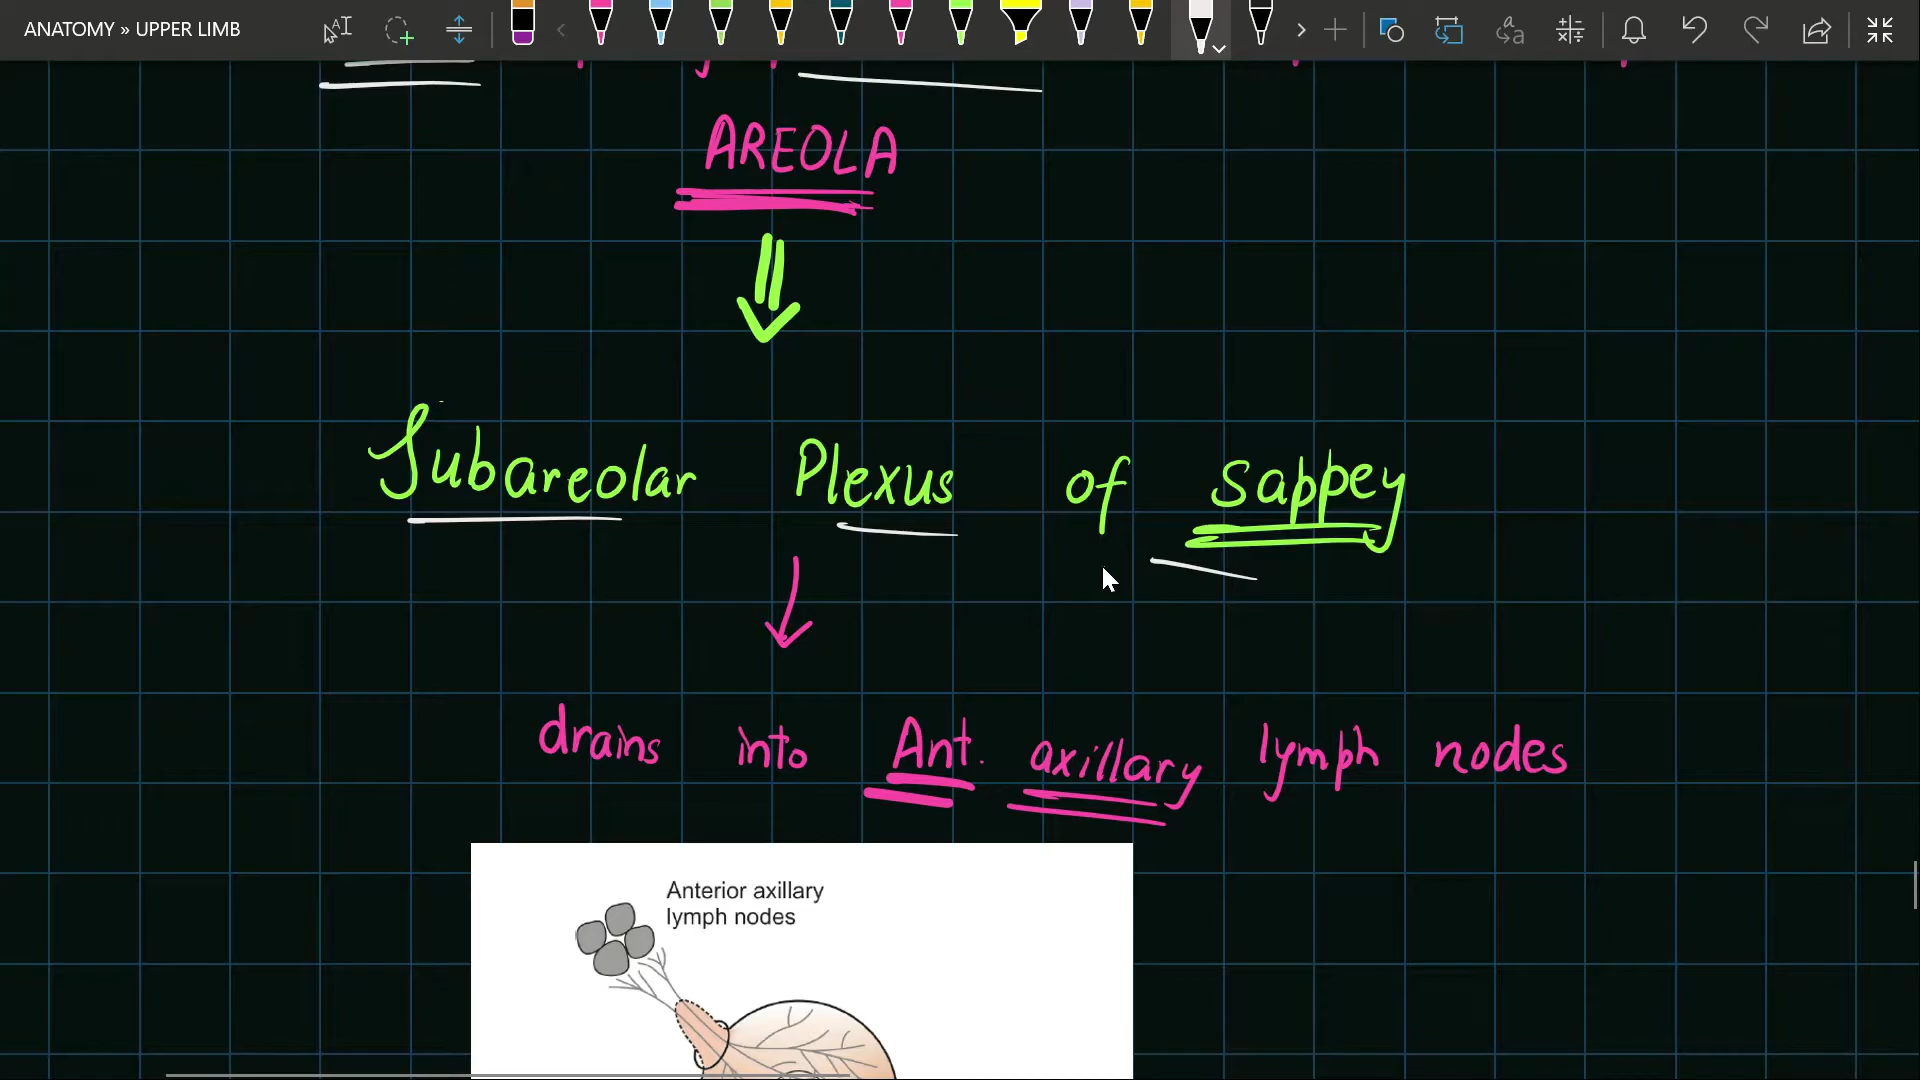 ANATOMY » UPPER LIMB
AREOLA
Subareolar Plexus of Sappey
drains into Ant. axillary lymph nodes
Anterior axillary
lymph nodes